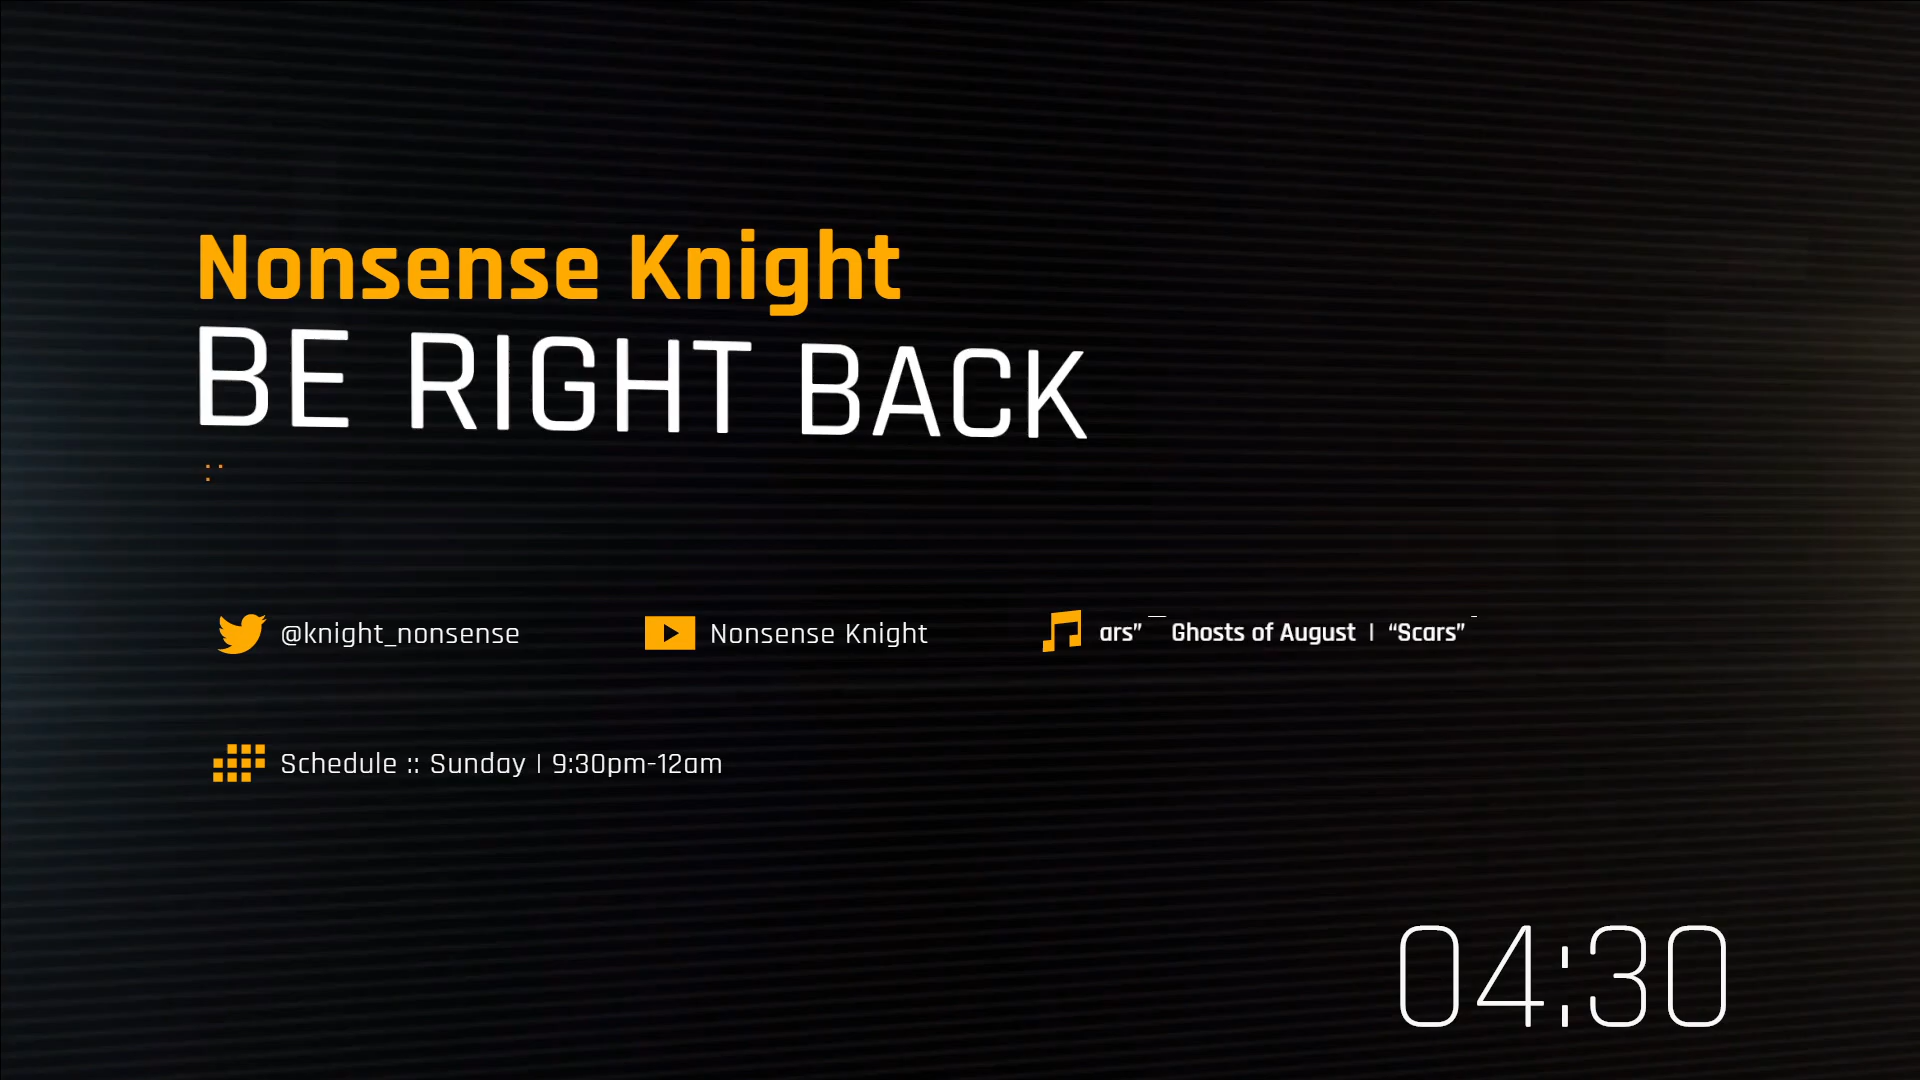 Nonsense Knight
BE RIGHT BACK
@knight_nonsense
Nonsense Knight
ars” Ghosts of August | “Scars”
Schedule :: Sunday | 9:30pm-12am
04:30